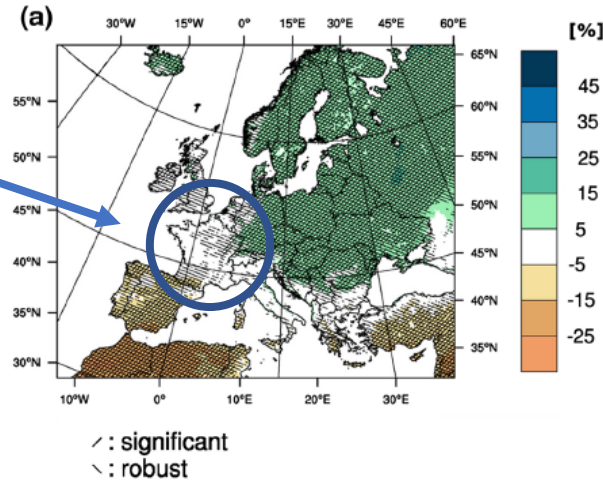 (a)
30°W 15°W 0° 15°E 30°E 45°E 60°E
[%]
65°N
55°N
60°N
50°N
55°N
45°N
50°N
40°N
45°N
35°N
40°N
30°N
35°N
10°W 0° 10°E 20°E 30°E
45
35
25
15
5
-5
-15
-25
/ : significant
\ : robust